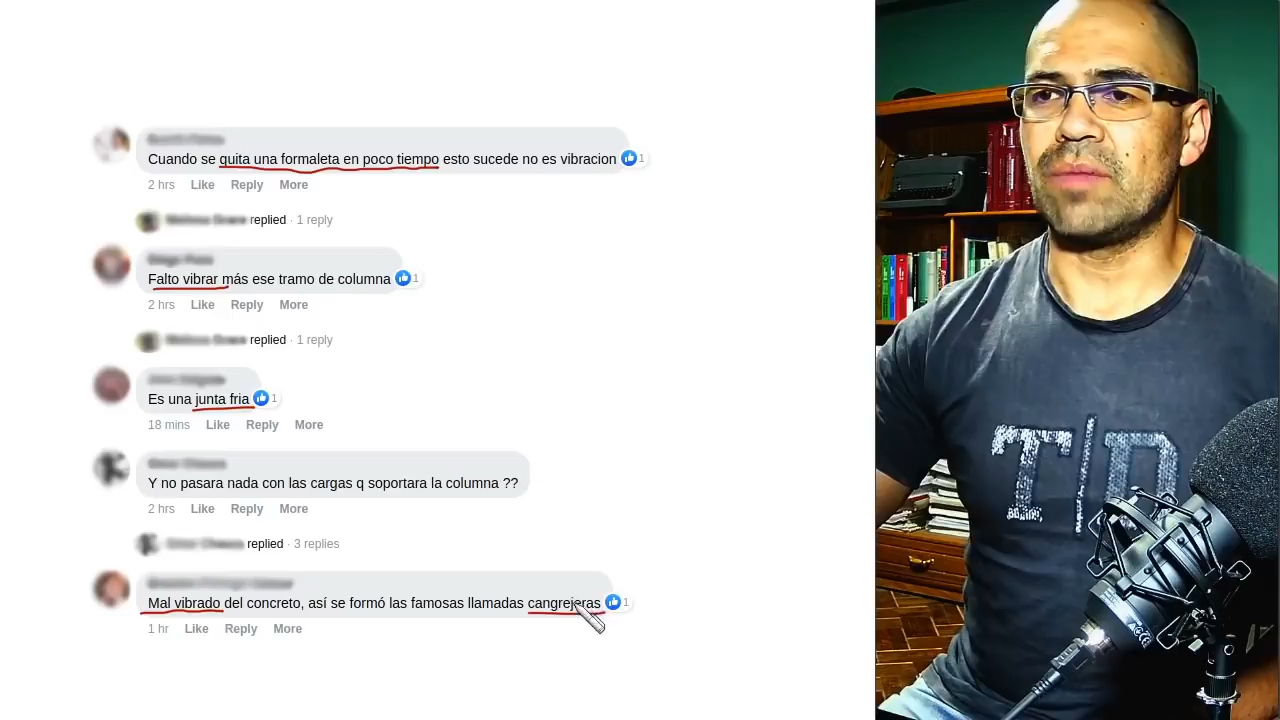 Cuando se quita una formaleta en poco tiempo esto sucede no es vibracion 1
2 hrs Like Reply More
replied · 1 reply
Falto vibrar más ese tramo de columna 1
2 hrs Like Reply More
replied · 1 reply
Es una junta fria 1
18 mins Like Reply More
Y no pasara nada con las cargas q soportara la columna ??
2 hrs Like Reply More
replied · 3 replies
Mal vibrado del concreto, así se formó las famosas llamadas cangrejeras 1
1 hr Like Reply More